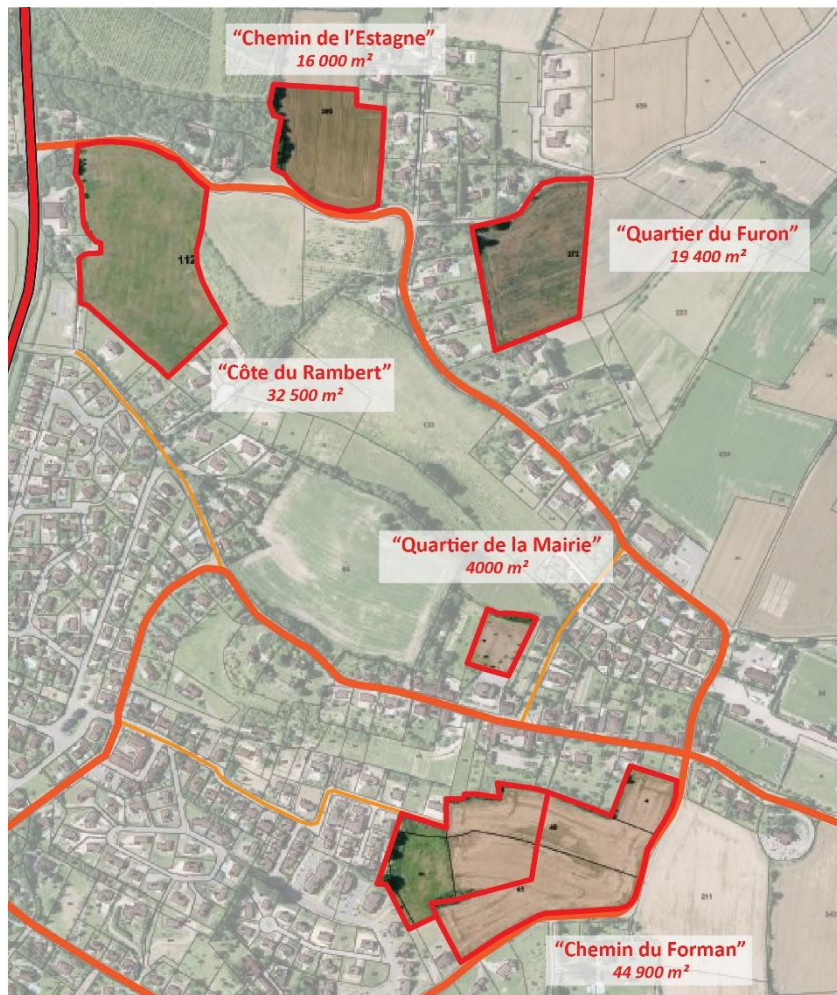 “Chemin de l’Estagne”
16 000 m²
“Quartier du Furon”
19 400 m²
112
“Côte du Rambert”
32 500 m²
“Quartier de la Mairie”
4000 m²
“Chemin du Forman”
44 900 m²